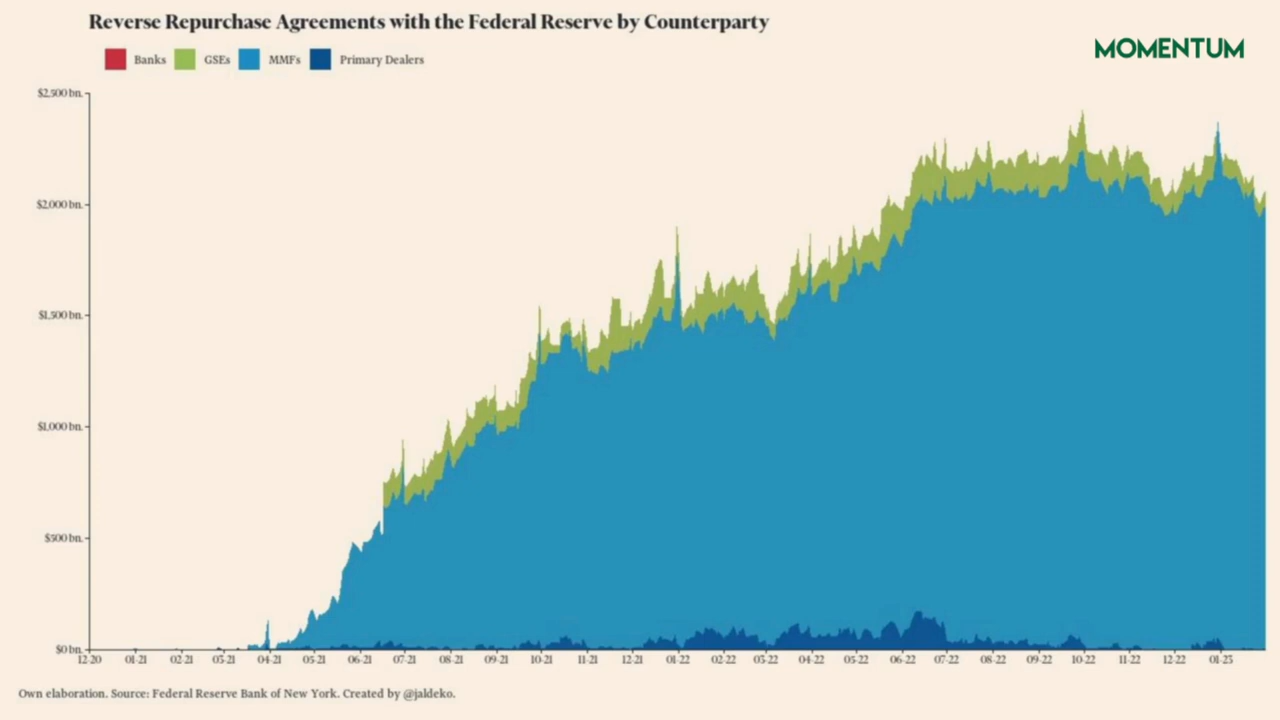 Reverse Repurchase Agreements with the Federal Reserve by Counterparty
MOMENTUM
Banks GSEs MMFs Primary Dealers
$2,500 bn.
$2,000 bn.
$1,500 bn.
$1,000 bn.
$500 bn.
$0 bn.
12-20 01-21 02-21 03-21 04-21 05-21 06-21 07-21 08-21 09-21 10-21 11-21 12-21 01-22 02-22 03-22 04-22 05-22 06-22 07-22 08-22 09-22 10-22 11-22 12-22 01-23
Own elaboration. Source: Federal Reserve Bank of New York. Created by @jaldeko.